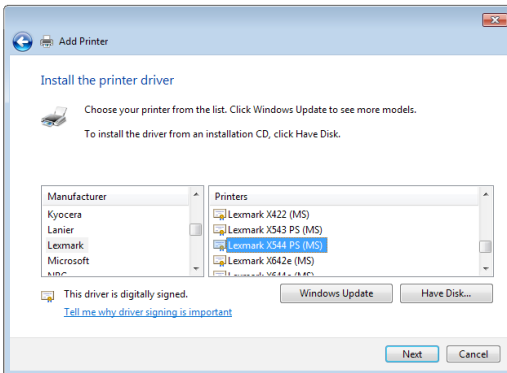 Add Printer
Install the printer driver
Choose your printer from the list. Click Windows Update to see more models.
To install the driver from an installation CD, click Have Disk.
Manufacturer
Kyocera
Lanier
Lexmark
Microsoft
Printers
Lexmark X422 (MS)
Lexmark X543 PS (MS)
Lexmark X544 PS (MS)
Lexmark X642e (MS)
This driver is digitally signed.
Tell me why driver signing is important
Windows Update
Have Disk...
Next
Cancel